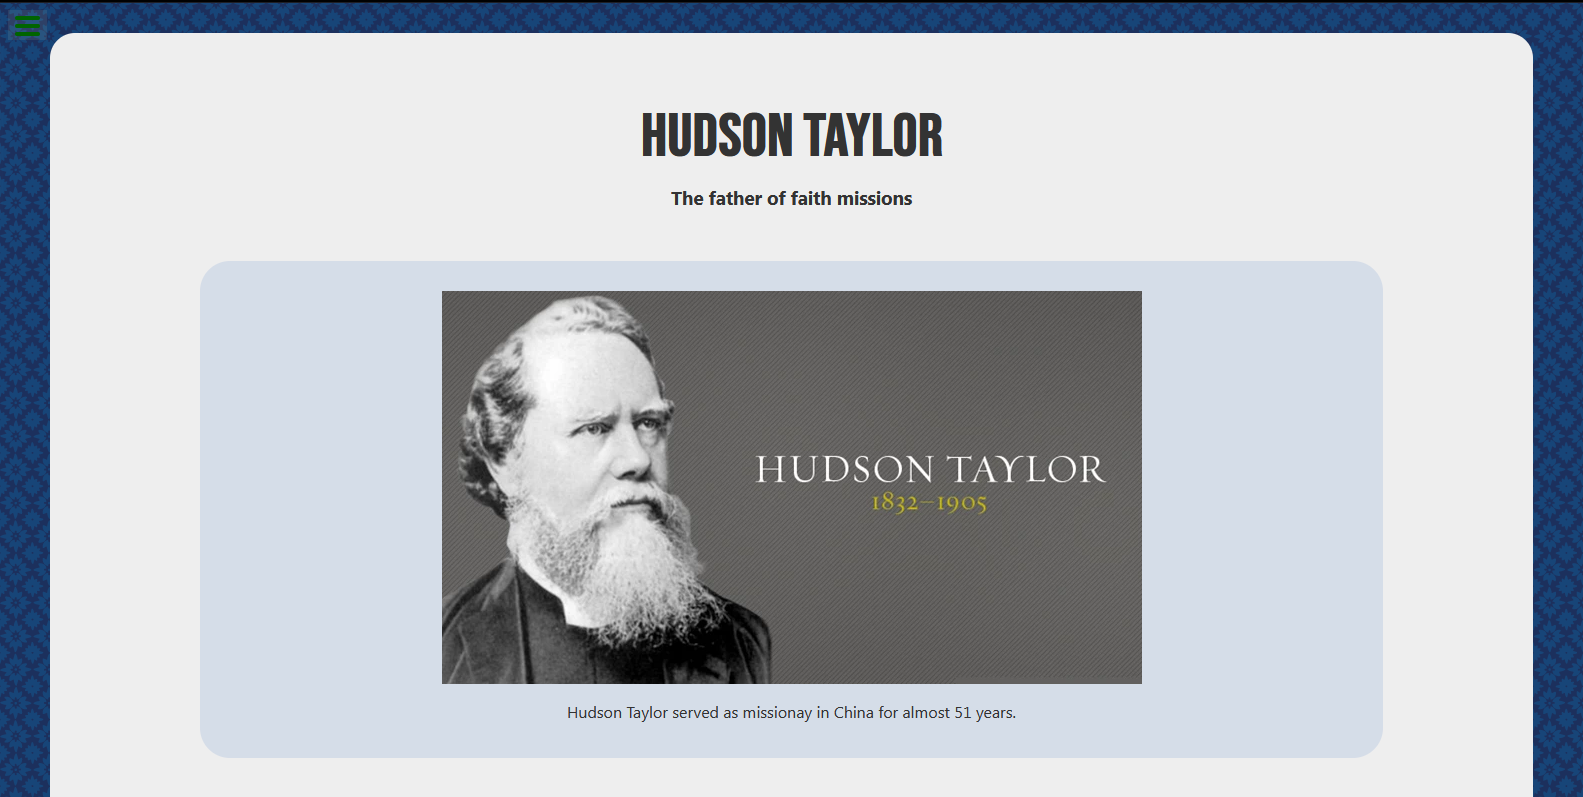 HUDSON TAYLOR
The father of faith missions
HUDSON TAYLOR
1832–1905
Hudson Taylor served as missionay in China for almost 51 years.